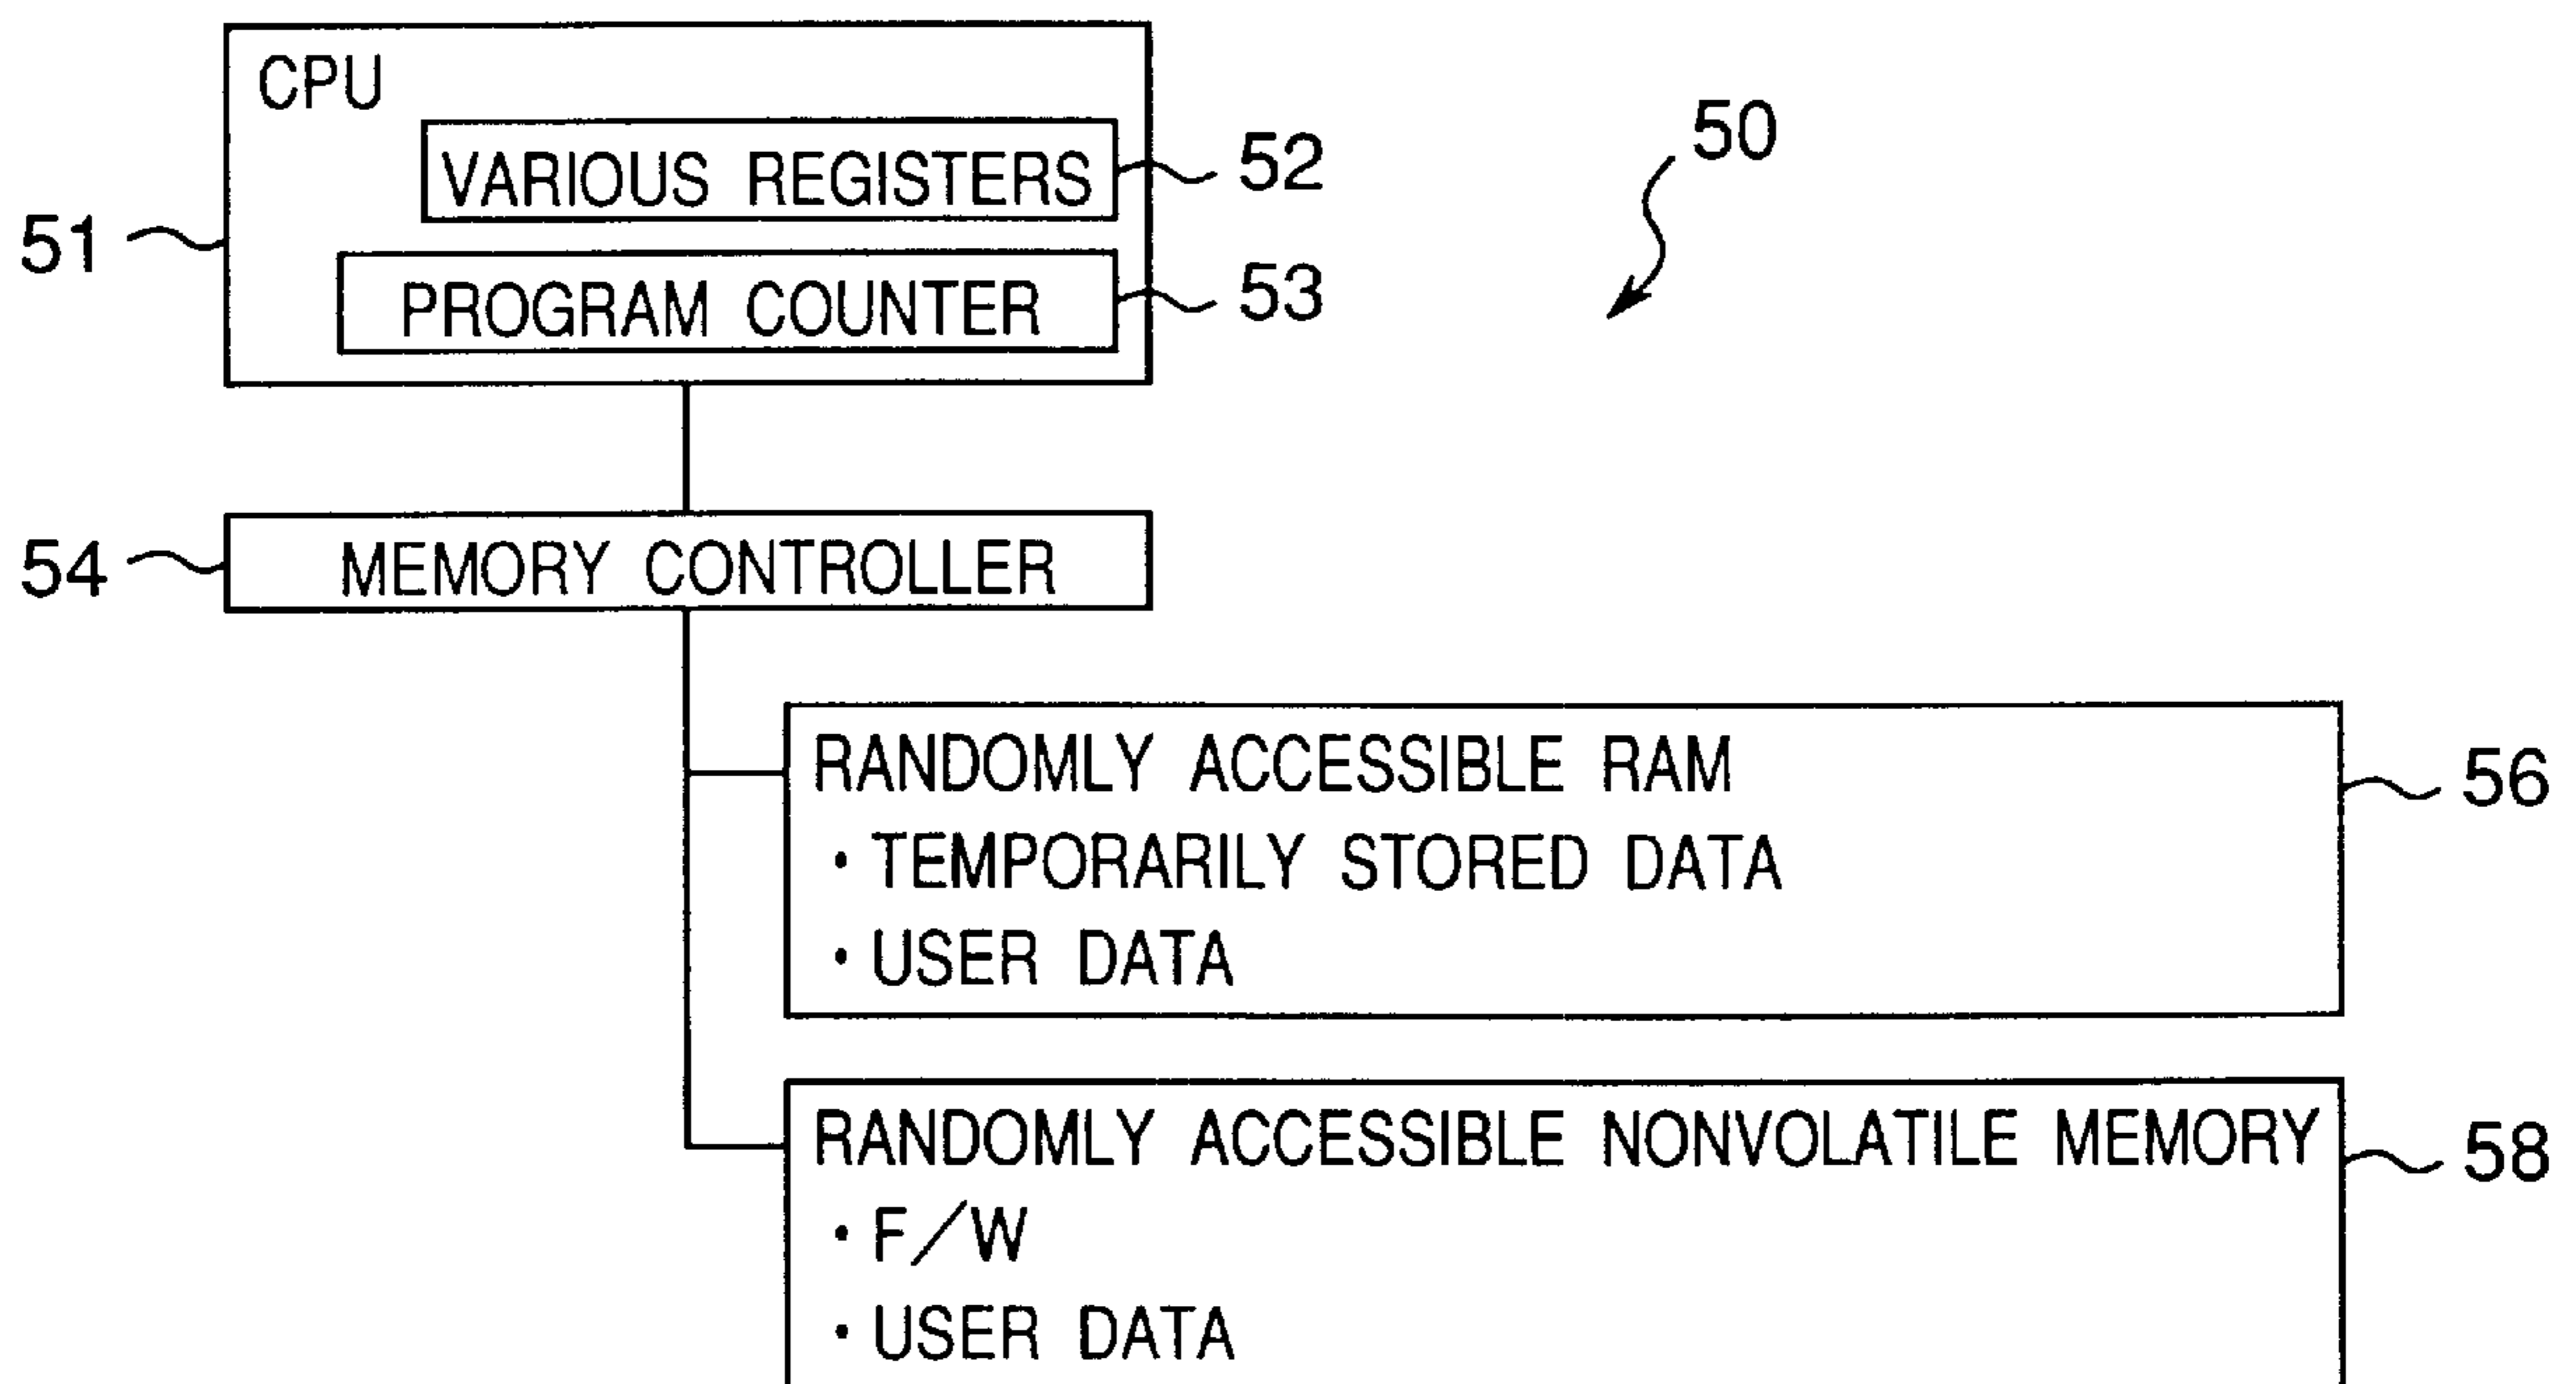 CPU
VARIOUS REGISTERS
52
50
51
PROGRAM COUNTER
53
54
MEMORY CONTROLLER
RANDOMLY ACCESSIBLE RAM
56
・TEMPORARILY STORED DATA
・USER DATA
RANDOMLY ACCESSIBLE NONVOLATILE MEMORY
58
・F/W
・USER DATA